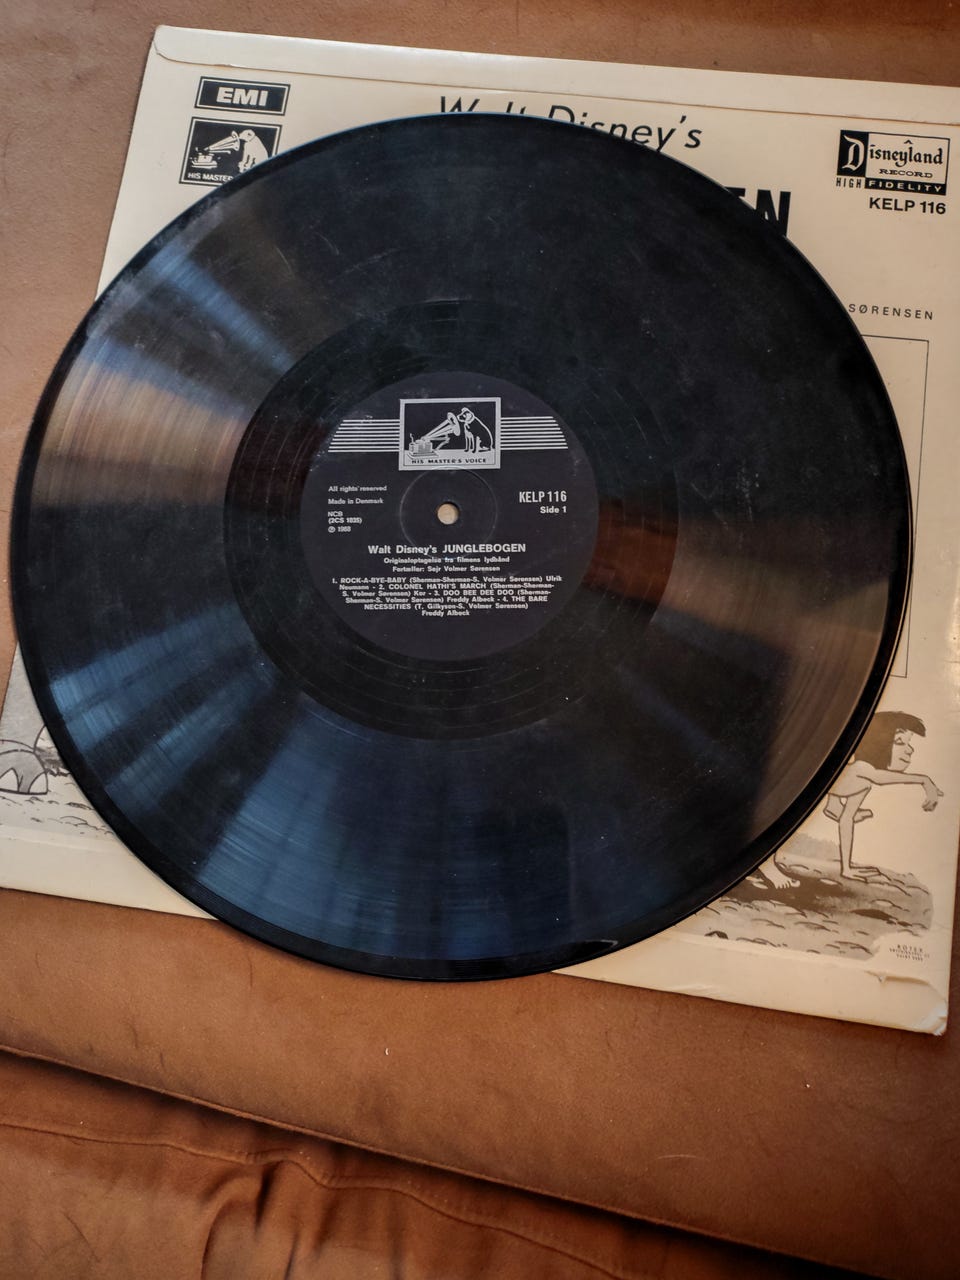 EMI
HIS MASTER
Walt Disney's
EN
Disneyland
RECORD
HIGH FIDELITY
KELP 116
SØRENSEN
HIS MASTER'S VOICE
All rights reserved
Made in Denmark
NCB
(2CS 1035)
℗ 1968
KELP 116
Side 1
Walt Disney's JUNGLEBOGEN
Originaloptagelse fra filmens lydbånd
Fortæller: Sejr Volmer Sørensen
1. ROCK-A-BYE-BABY (Sherman-Sherman-S. Volmer Sørensen) Ulrik
Neumann - 2. COLONEL HATHI'S MARCH (Sherman-Sherman-
S. Volmer Sørensen) Kor - 3. DOO BEE DEE DOO (Sherman-
Sherman-S. Volmer Sørensen) Freddy Albeck - 4. THE BARE
NECESSITIES (T. Gilkyson-S. Volmer Sørensen)
Freddy Albeck